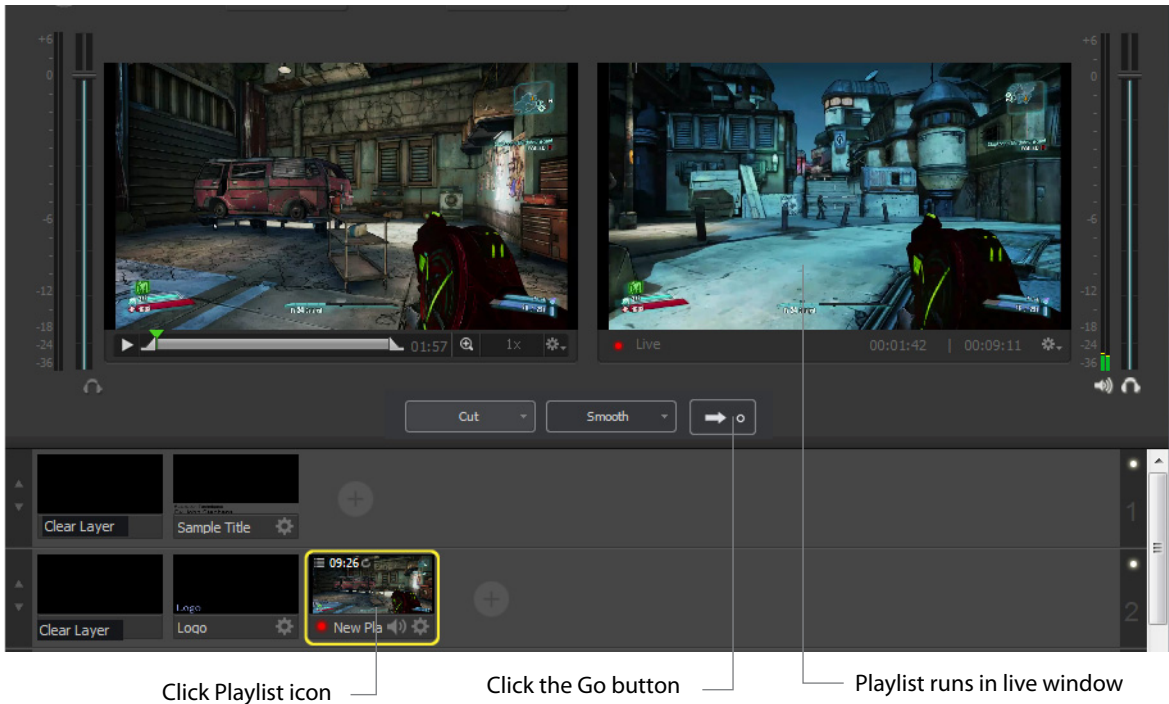 +6
0
-6
-12
-18
-24
-36
+6
0
-6
-12
-18
-24
-36
01:57
1x
Live
00:01:42 | 00:09:11
Cut
Smooth
Clear Layer
Sample Title
1
09:26
Clear Layer
Logo
Logo
New Pla
2
Click Playlist icon
Click the Go button
Playlist runs in live window